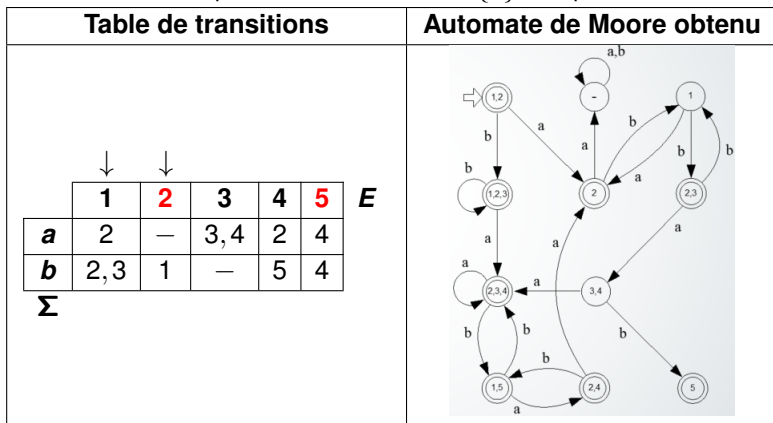 Table de transitions
Automate de Moore obtenu
↓ ↓
1 2 3 4 5 E
a 2 — 3,4 2 4
b 2,3 1 — 5 4
Σ
a,b
1,2
-
1
b
a
a
b
b
a
b
b
b
1,2,3
2
2,3
a
a
a
a
2,3,4
a
3,4
b
b
b
b
1,5
2,4
5
a